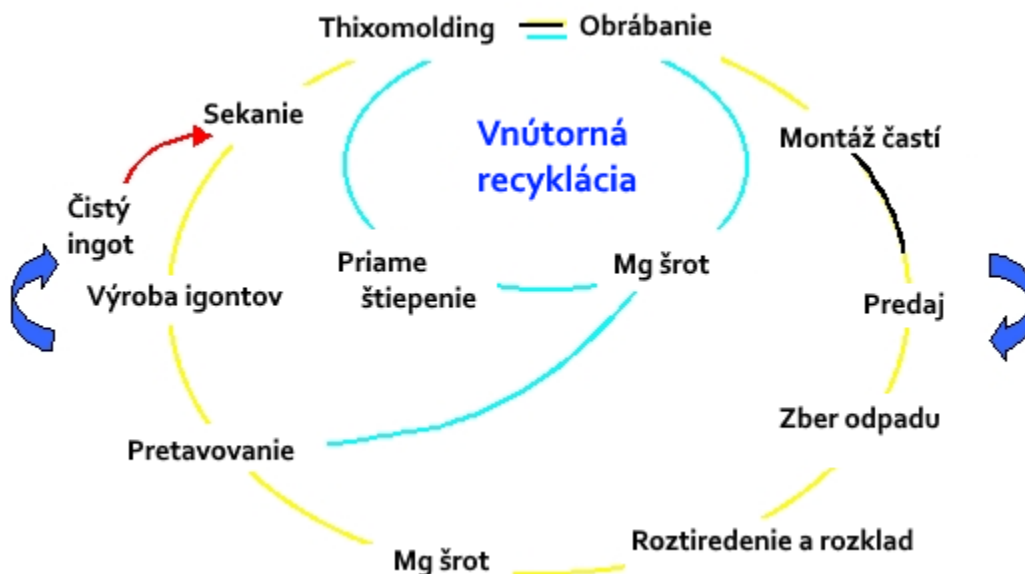 Thixomolding
Obrábanie
Sekanie
Vnútorná
recyklácia
Montáž častí
Čistý
ingot
Priame
štiepenie
Mg šrot
Výroba igontov
Predaj
Zber odpadu
Pretavovanie
Roztiredenie a rozklad
Mg šrot